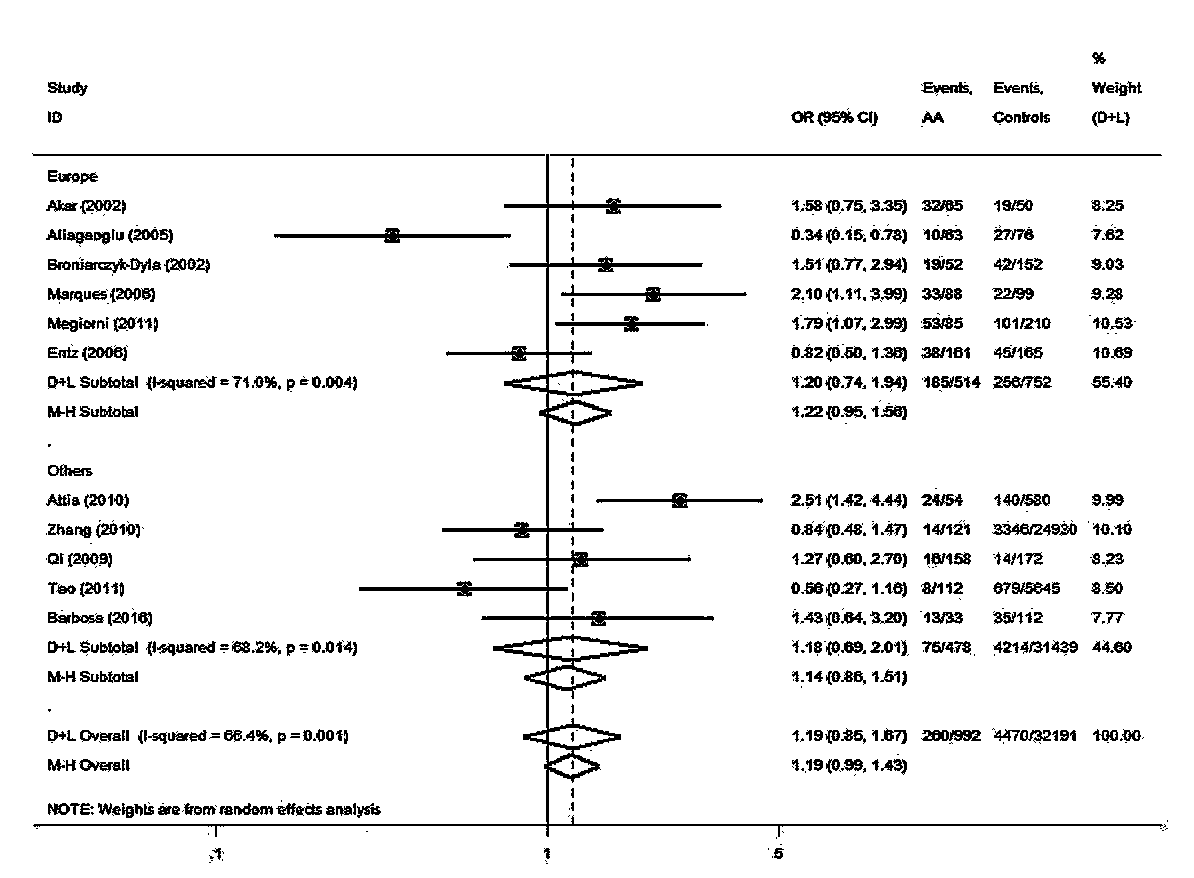 %
Study Events, Events, Weight
ID OR (95% CI) AA Controls (D+L)
Europe
Akar (2002) 1.58 (0.75, 3.35) 32/65 19/50 8.25
Aliagaoglu (2005) 0.34 (0.15, 0.78) 10/63 27/76 7.62
Broniarczyk-Dyla (2002) 1.51 (0.77, 2.94) 19/52 42/152 9.03
Marques (2006) 2.10 (1.11, 3.99) 33/88 22/99 9.28
Megiorni (2011) 1.79 (1.07, 2.99) 53/85 101/210 10.53
Entz (2006) 0.82 (0.50, 1.36) 38/161 45/165 10.69
D+L Subtotal (I-squared = 71.0%, p = 0.004) 1.20 (0.74, 1.94) 185/514 256/752 55.40
M-H Subtotal 1.22 (0.95, 1.56)
.
Others
Attia (2010) 2.51 (1.42, 4.44) 24/54 140/580 9.99
Zhang (2010) 0.84 (0.48, 1.47) 14/121 3346/24930 10.10
Qi (2009) 1.27 (0.60, 2.70) 16/158 14/172 8.23
Tao (2011) 0.56 (0.27, 1.16) 8/112 679/5645 8.50
Barbosa (2016) 1.43 (0.64, 3.20) 13/33 35/112 7.77
D+L Subtotal (I-squared = 68.2%, p = 0.014) 1.18 (0.69, 2.01) 75/478 4214/31439 44.60
M-H Subtotal 1.14 (0.86, 1.51)
.
D+L Overall (I-squared = 66.4%, p = 0.001) 1.19 (0.85, 1.67) 260/992 4470/32191 100.00
M-H Overall 1.19 (0.99, 1.43)
NOTE: Weights are from random effects analysis
.1 1 5